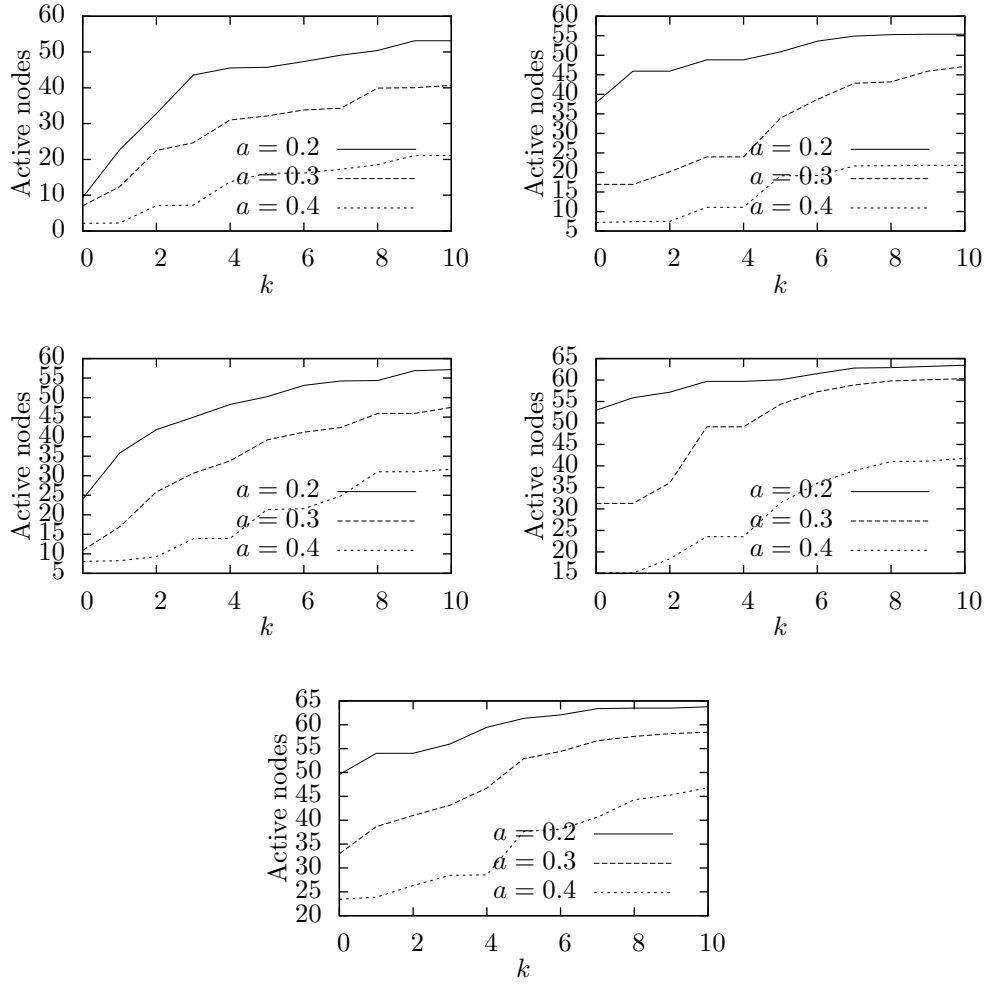 60
50
40
30
20
10
0
Active nodes
a = 0.2
a = 0.3
a = 0.4
0 2 4 6 8 10
k
60
55
50
45
40
35
30
25
20
15
10
5
Active nodes
a = 0.2
a = 0.3
a = 0.4
0 2 4 6 8 10
k
60
55
50
45
40
35
30
25
20
15
10
5
Active nodes
a = 0.2
a = 0.3
a = 0.4
0 2 4 6 8 10
k
65
60
55
50
45
40
35
30
25
20
15
Active nodes
a = 0.2
a = 0.3
a = 0.4
0 2 4 6 8 10
k
65
60
55
50
45
40
35
30
25
20
Active nodes
a = 0.2
a = 0.3
a = 0.4
0 2 4 6 8 10
k